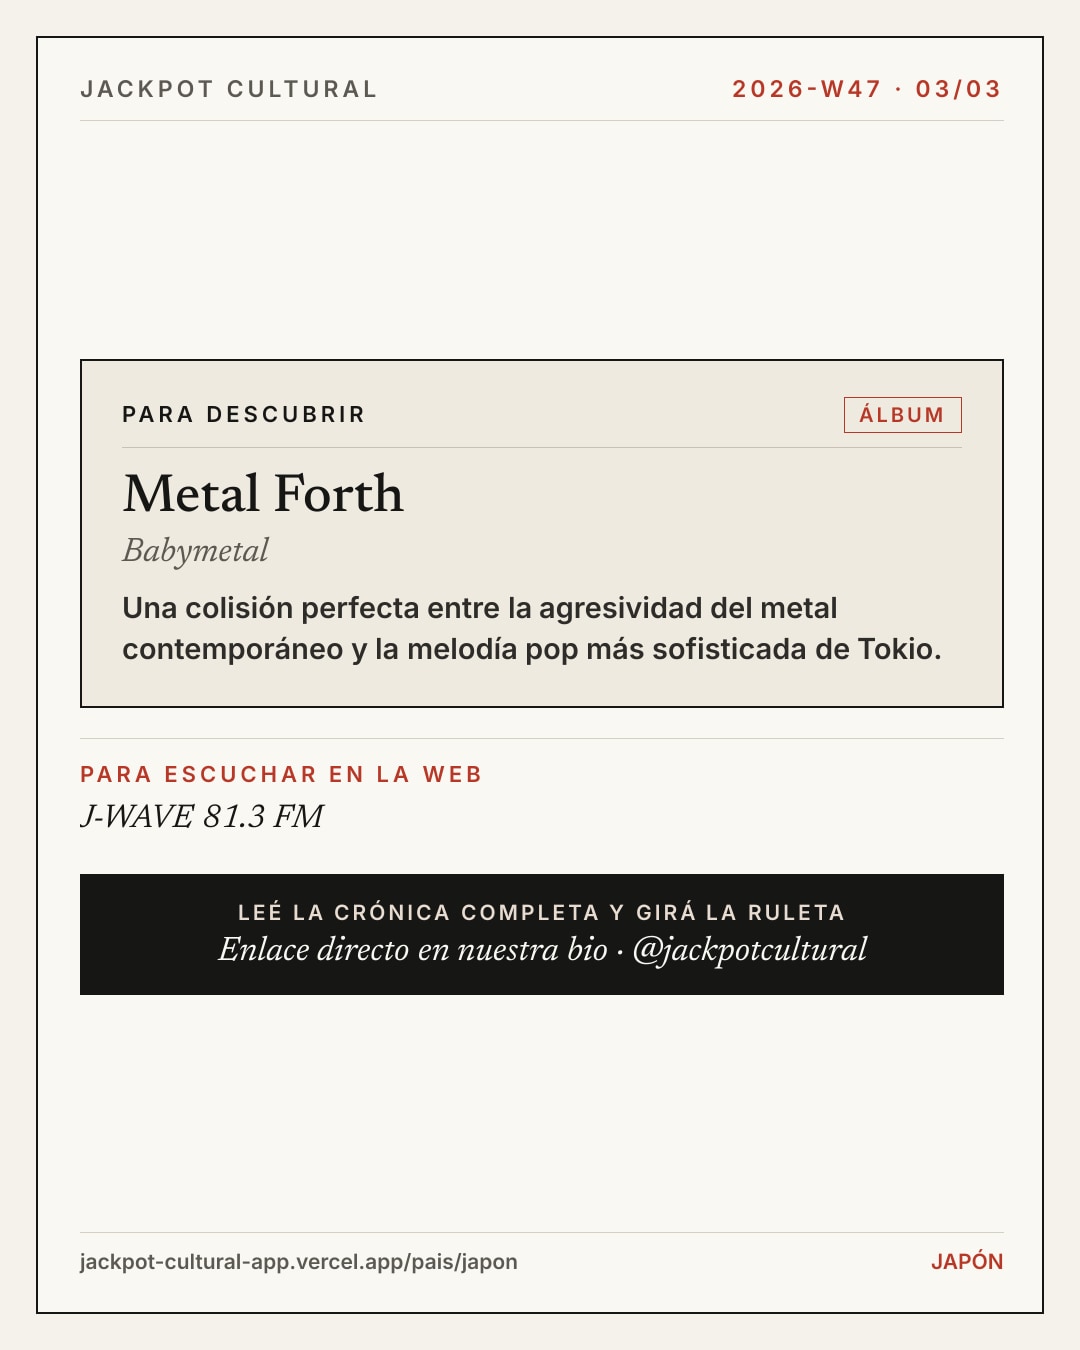 JACKPOT CULTURAL
2026-W47 · 03/03
PARA DESCUBRIR
ÁLBUM
Metal Forth
Babymetal
Una colisión perfecta entre la agresividad del metal
contemporáneo y la melodía pop más sofisticada de Tokio.
PARA ESCUCHAR EN LA WEB
J-WAVE 81.3 FM
LEÉ LA CRÓNICA COMPLETA Y GIRÁ LA RULETA
Enlace directo en nuestra bio · @jackpotcultural
jackpot-cultural-app.vercel.app/pais/japon
JAPÓN